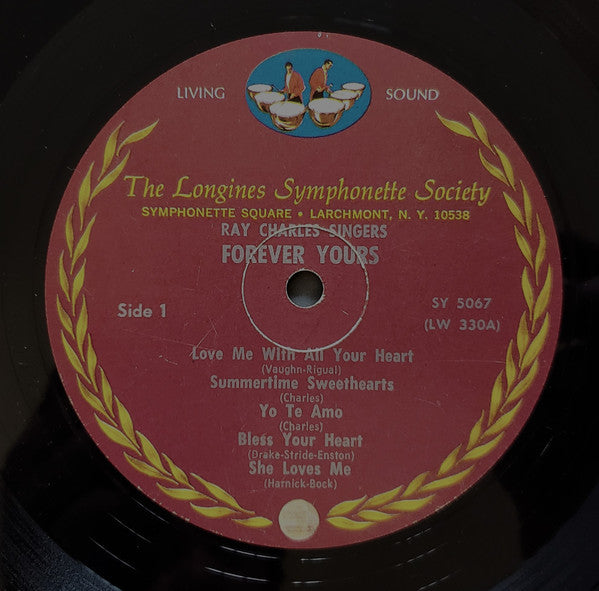 LIVING SOUND
The Longines Symphonette Society
SYMPHONETTE SQUARE • LARCHMONT, N. Y. 10538
RAY CHARLES SINGERS
FOREVER YOURS
Side 1
SY 5067
(LW 330A)
Love Me With All Your Heart
(Vaughn-Rigual)
Summertime Sweethearts
(Charles)
Yo Te Amo
(Charles)
Bless Your Heart
(Drake-Stride-Enston)
She Loves Me
(Harnick-Bock)